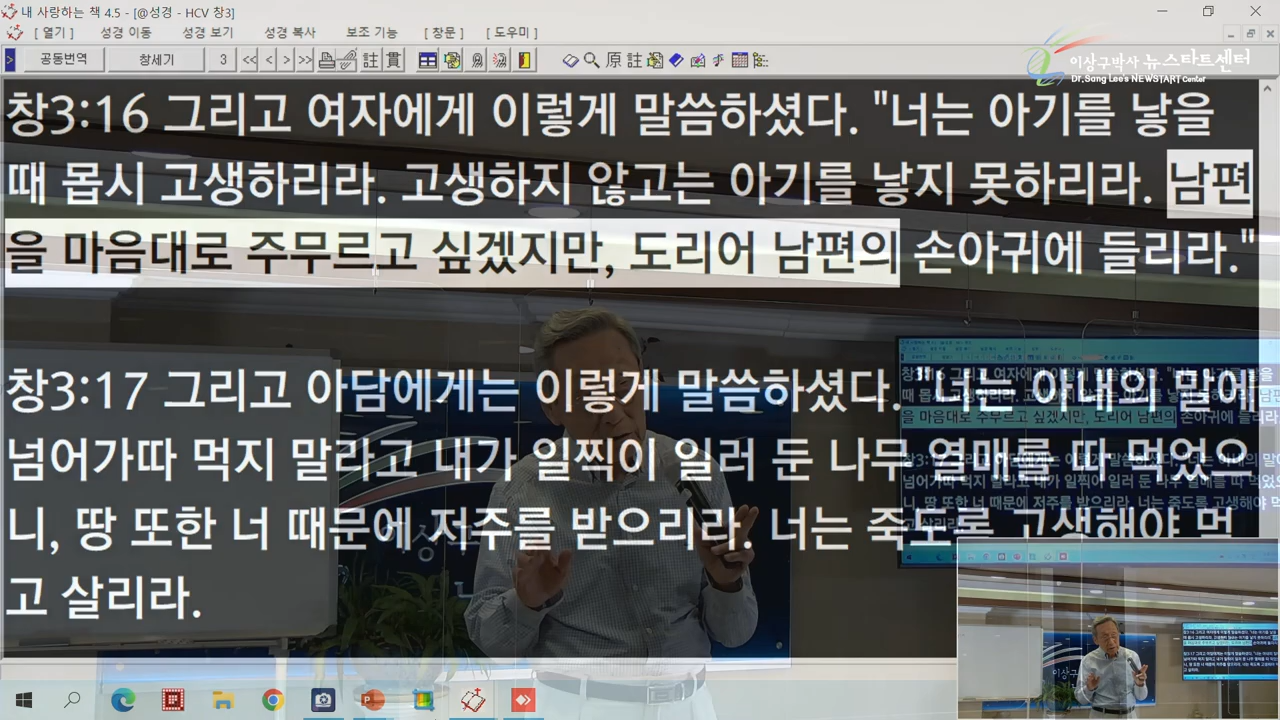 내 사랑하는 책 4.5 - [@성경 - HCV 창3]
[ 열기 ] 성경 이동 성경 보기 성경 복사 보조 기능 [ 창문 ] [ 도우미 ]
공동번역 창세기 3 << < > >> 註 貫 原 註
이상구박사 뉴스타트센터
Dr. Sang Lee's NEWSTART Center
창3:16 그리고 여자에게 이렇게 말씀하셨다. "너는 아기를 낳을
때 몹시 고생하리라. 고생하지 않고는 아기를 낳지 못하리라. 남편
을 마음대로 주무르고 싶겠지만, 도리어 남편의 손아귀에 들리라."
창3:17 그리고 아담에게는 이렇게 말씀하셨다. "너는 아내의 말에
넘어가따 먹지 말라고 내가 일찍이 일러 둔 나무 열매를 따 먹었으
니, 땅 또한 너 때문에 저주를 받으리라. 너는 죽도록 고생해야 먹
고 살리라.